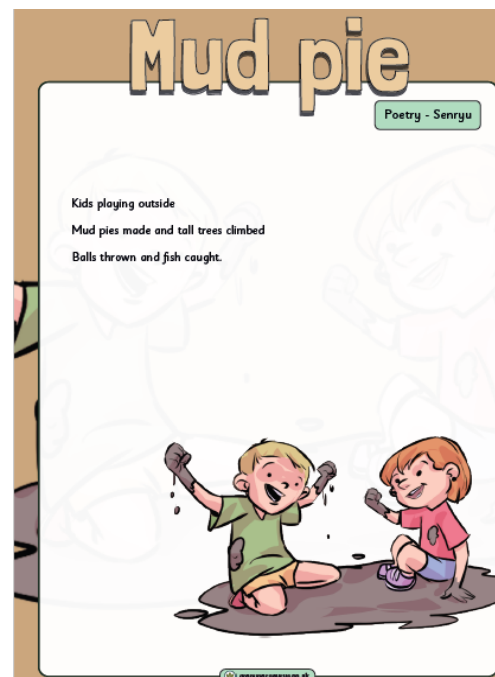 Mud pie
Poetry - Senryu
Kids playing outside
Mud pies made and tall trees climbed
Balls thrown and fish caught.